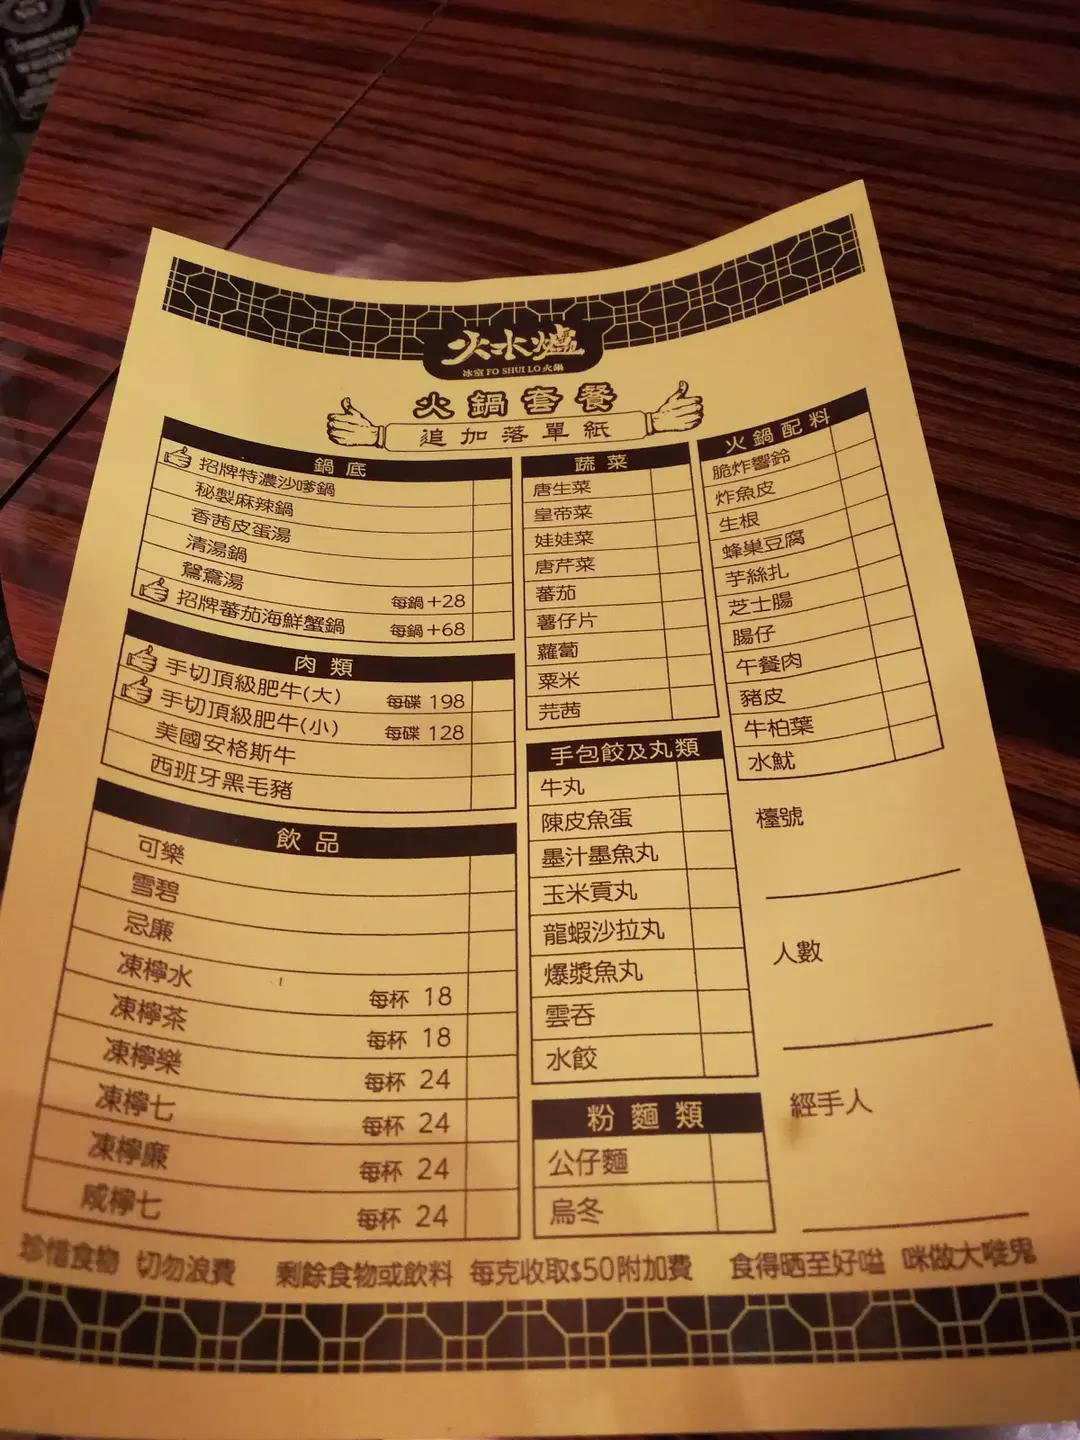 火水爐
冰室 FO SHUI LO 火鍋
火鍋套餐
追加落單紙
鍋底
招牌特濃沙嗲鍋
秘製麻辣鍋
香茜皮蛋湯
清湯鍋
鴛鴦湯 每鍋+28
招牌蕃茄海鮮蟹鍋 每鍋+68
肉類
手切頂級肥牛(大) 每碟 198
手切頂級肥牛(小) 每碟 128
美國安格斯牛
西班牙黑毛豬
飲品
可樂
雪碧
忌廉
凍檸水 每杯 18
凍檸茶 每杯 18
凍檸樂 每杯 24
凍檸七 每杯 24
凍檸廉 每杯 24
咸檸七 每杯 24
蔬菜
唐生菜
皇帝菜
娃娃菜
唐芹菜
蕃茄
薯仔片
蘿蔔
粟米
芫茜
手包餃及丸類
牛丸
陳皮魚蛋
墨汁墨魚丸
玉米貢丸
龍蝦沙拉丸
爆漿魚丸
雲吞
水餃
粉麵類
公仔麵
烏冬
火鍋配料
脆炸響鈴
炸魚皮
生根
蜂巢豆腐
芋絲扎
芝士腸
腸仔
午餐肉
豬皮
牛柏葉
水魷
檯號
人數
經手人
珍惜食物 切勿浪費 剩餘食物或飲料 每克收取$50附加費 食得晒至好嗌 咪做大嘥鬼